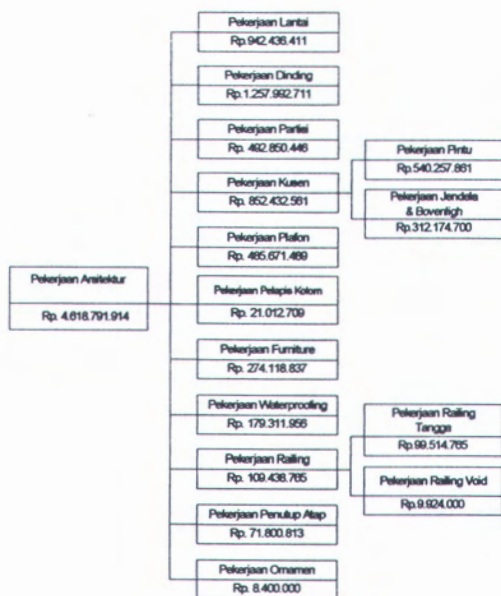 Pekerjaan Lantai
Rp.942.436.411
Pekerjaan Dinding
Rp.1.257.992.711
Pekerjaan Partisi
Rp. 492.850.446
Pekerjaan Kusen
Rp. 852.432.561
Pekerjaan Pintu
Rp.540.257.861
Pekerjaan Jendela
& Bovenligh
Rp.312.174.700
Pekerjaan Plafon
Rp. 465.671.469
Pekerjaan Arsitektur
Rp. 4.618.791.914
Pekerjaan Pelapis Kolom
Rp. 21.012.709
Pekerjaan Furniture
Rp. 274.118.837
Pekerjaan Waterproofing
Rp. 179.311.956
Pekerjaan Railing
Rp. 109.438.765
Pekerjaan Railing
Tangga
Rp.99.514.765
Pekerjaan Railing Void
Rp.9.924.000
Pekerjaan Penutup Atap
Rp. 71.800.813
Pekerjaan Ornamen
Rp. 8.400.000